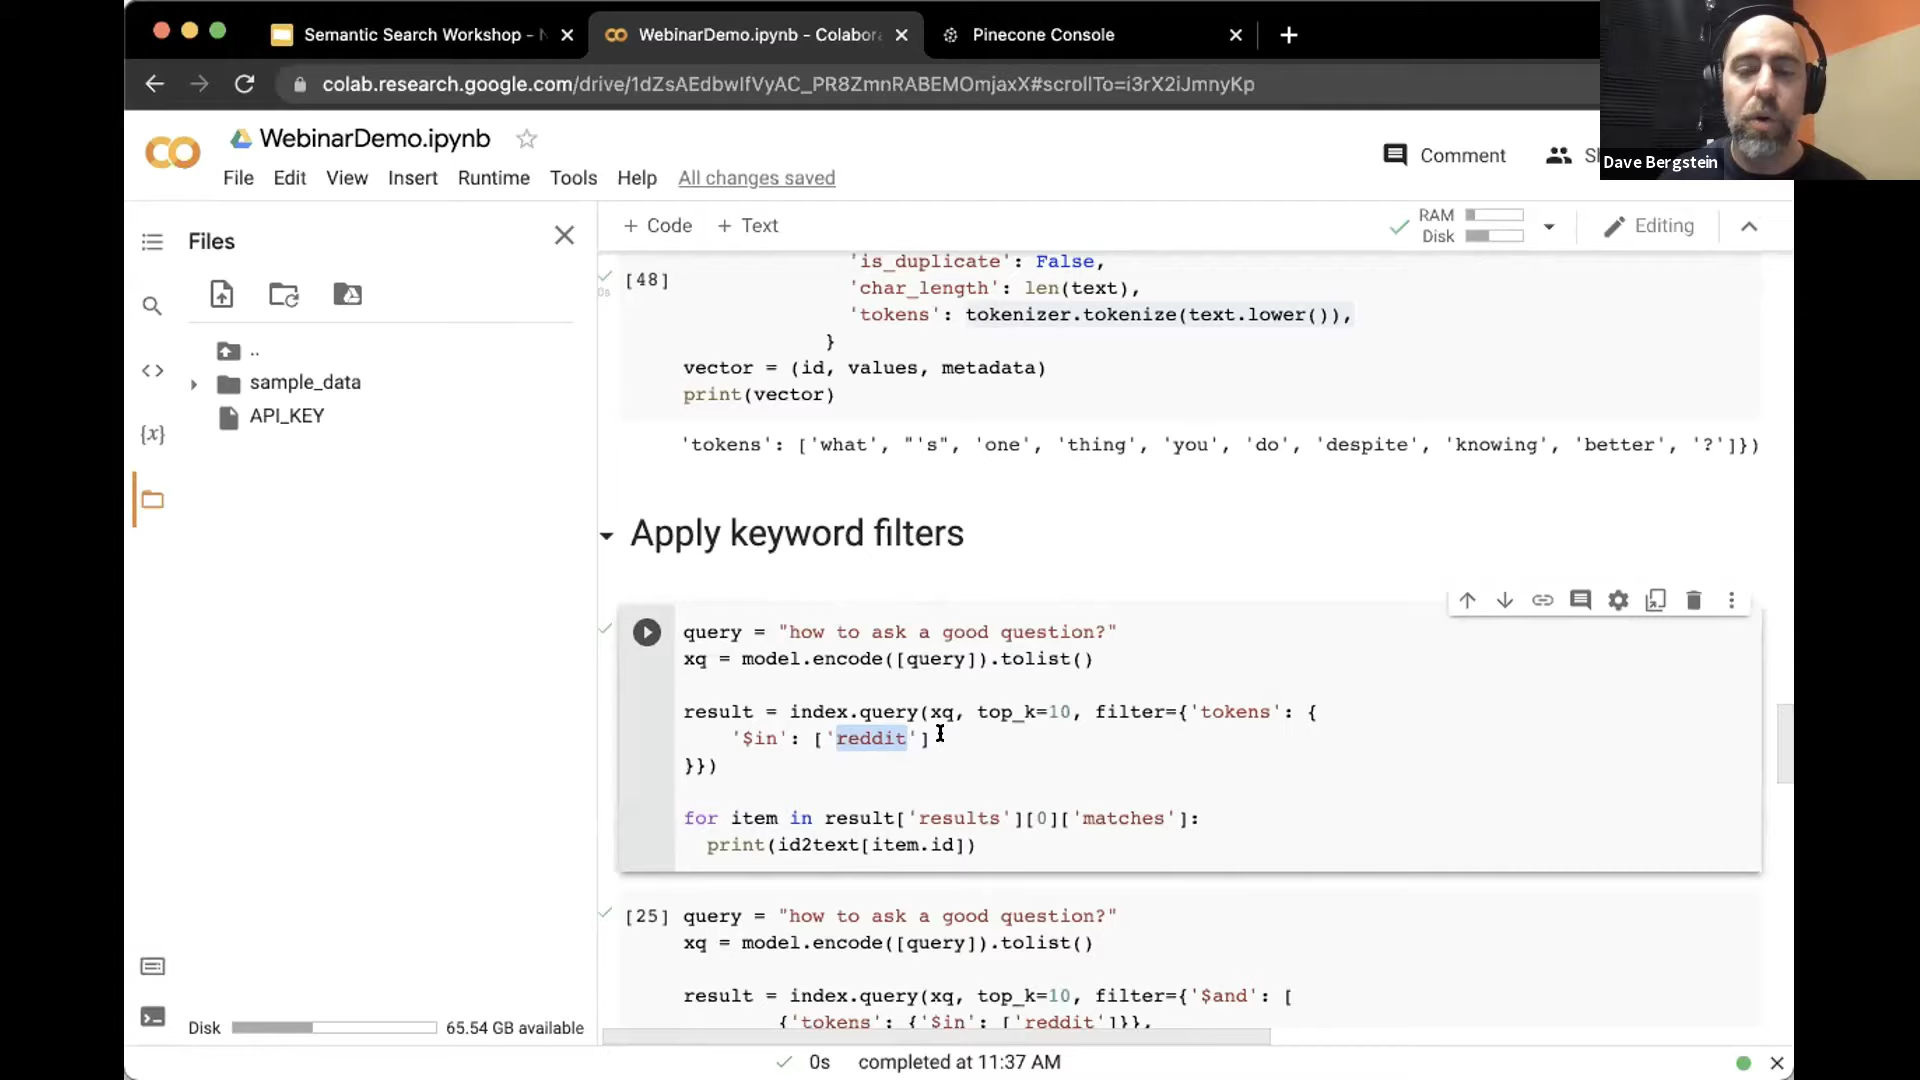 Semantic Search Workshop - N
WebinarDemo.ipynb - Colabora
Pinecone Console
colab.research.google.com/drive/1dZsAEdbwIfVyAC_PR8ZmnRABEMOmjaxX#scrollTo=i3rX2iJmnyKp
Dave Bergstein
WebinarDemo.ipynb
Comment
File Edit View Insert Runtime Tools Help All changes saved
Files
+ Code + Text
RAM
Disk
Editing
..
sample_data
API_KEY
'is_duplicate': False,
[48]
0s
'char_length': len(text),
'tokens': tokenizer.tokenize(text.lower()),
}
vector = (id, values, metadata)
print(vector)
'tokens': ['what', "'s", 'one', 'thing', 'you', 'do', 'despite', 'knowing', 'better', '?']})
Apply keyword filters
query = "how to ask a good question?"
xq = model.encode([query]).tolist()
result = index.query(xq, top_k=10, filter={'tokens': {
'$in': ['reddit']
}})
for item in result['results'][0]['matches']:
print(id2text[item.id])
[25] query = "how to ask a good question?"
xq = model.encode([query]).tolist()
result = index.query(xq, top_k=10, filter={'$and': [
{'tokens': {'$in': ['reddit']}},
Disk 65.54 GB available
0s completed at 11:37 AM